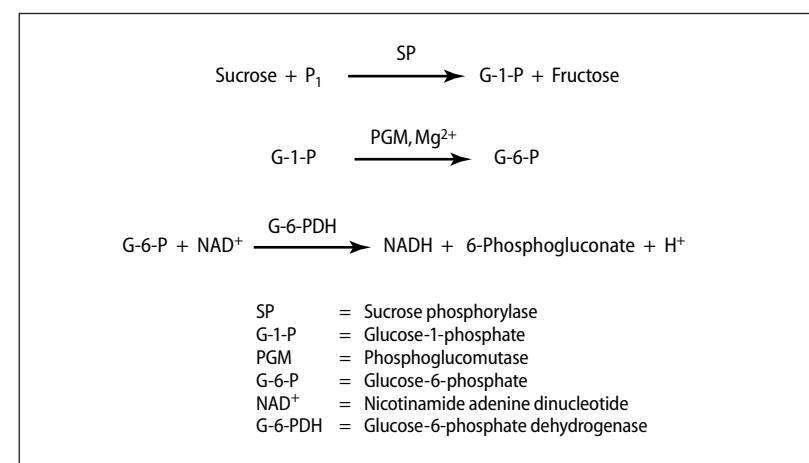 SP
Sucrose + P₁ → G-1-P + Fructose
PGM, Mg²⁺
G-1-P → G-6-P
G-6-PDH
G-6-P + NAD⁺ → NADH + 6-Phosphogluconate + H⁺
SP = Sucrose phosphorylase
G-1-P = Glucose-1-phosphate
PGM = Phosphoglucomutase
G-6-P = Glucose-6-phosphate
NAD⁺ = Nicotinamide adenine dinucleotide
G-6-PDH = Glucose-6-phosphate dehydrogenase